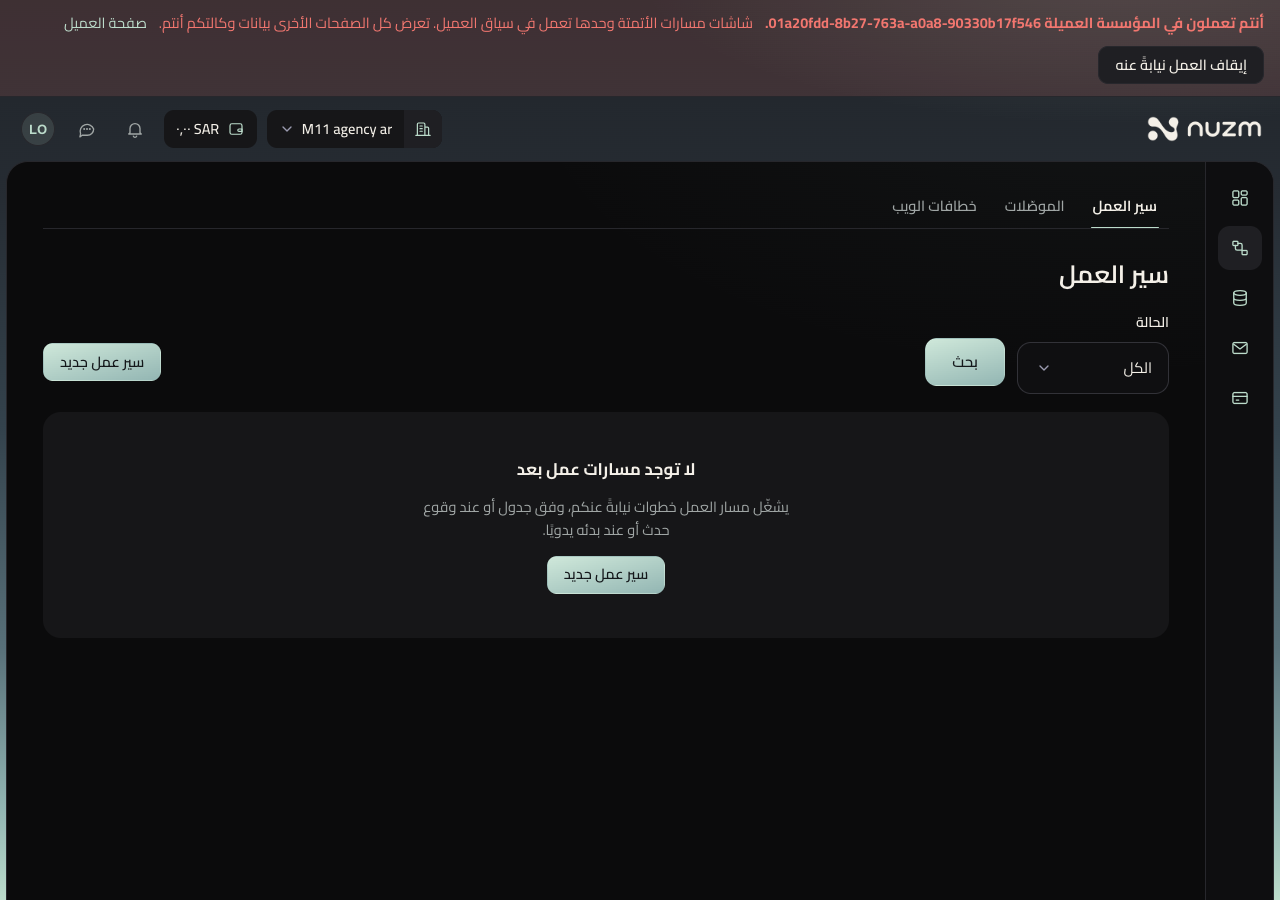 أنتم تعملون في المؤسسة العميلة 01a20fdd-8b27-763a-a0a8-90330b17f546. شاشات مسارات الأتمتة وحدها تعمل في سياق العميل. تعرض كل الصفحات الأخرى بيانات وكالتكم أنتم. صفحة العميل
إيقاف العمل نيابةً عنه
nuzm
M11 agency ar
٠,٠٠ SAR
LO
سير العمل
الموصّلات
خطافات الويب
سير العمل
الحالة
الكل
بحث
سير عمل جديد
لا توجد مسارات عمل بعد
يشغّل مسار العمل خطوات نيابةً عنكم، وفق جدول أو عند وقوع
حدث أو عند بدئه يدويًا.
سير عمل جديد